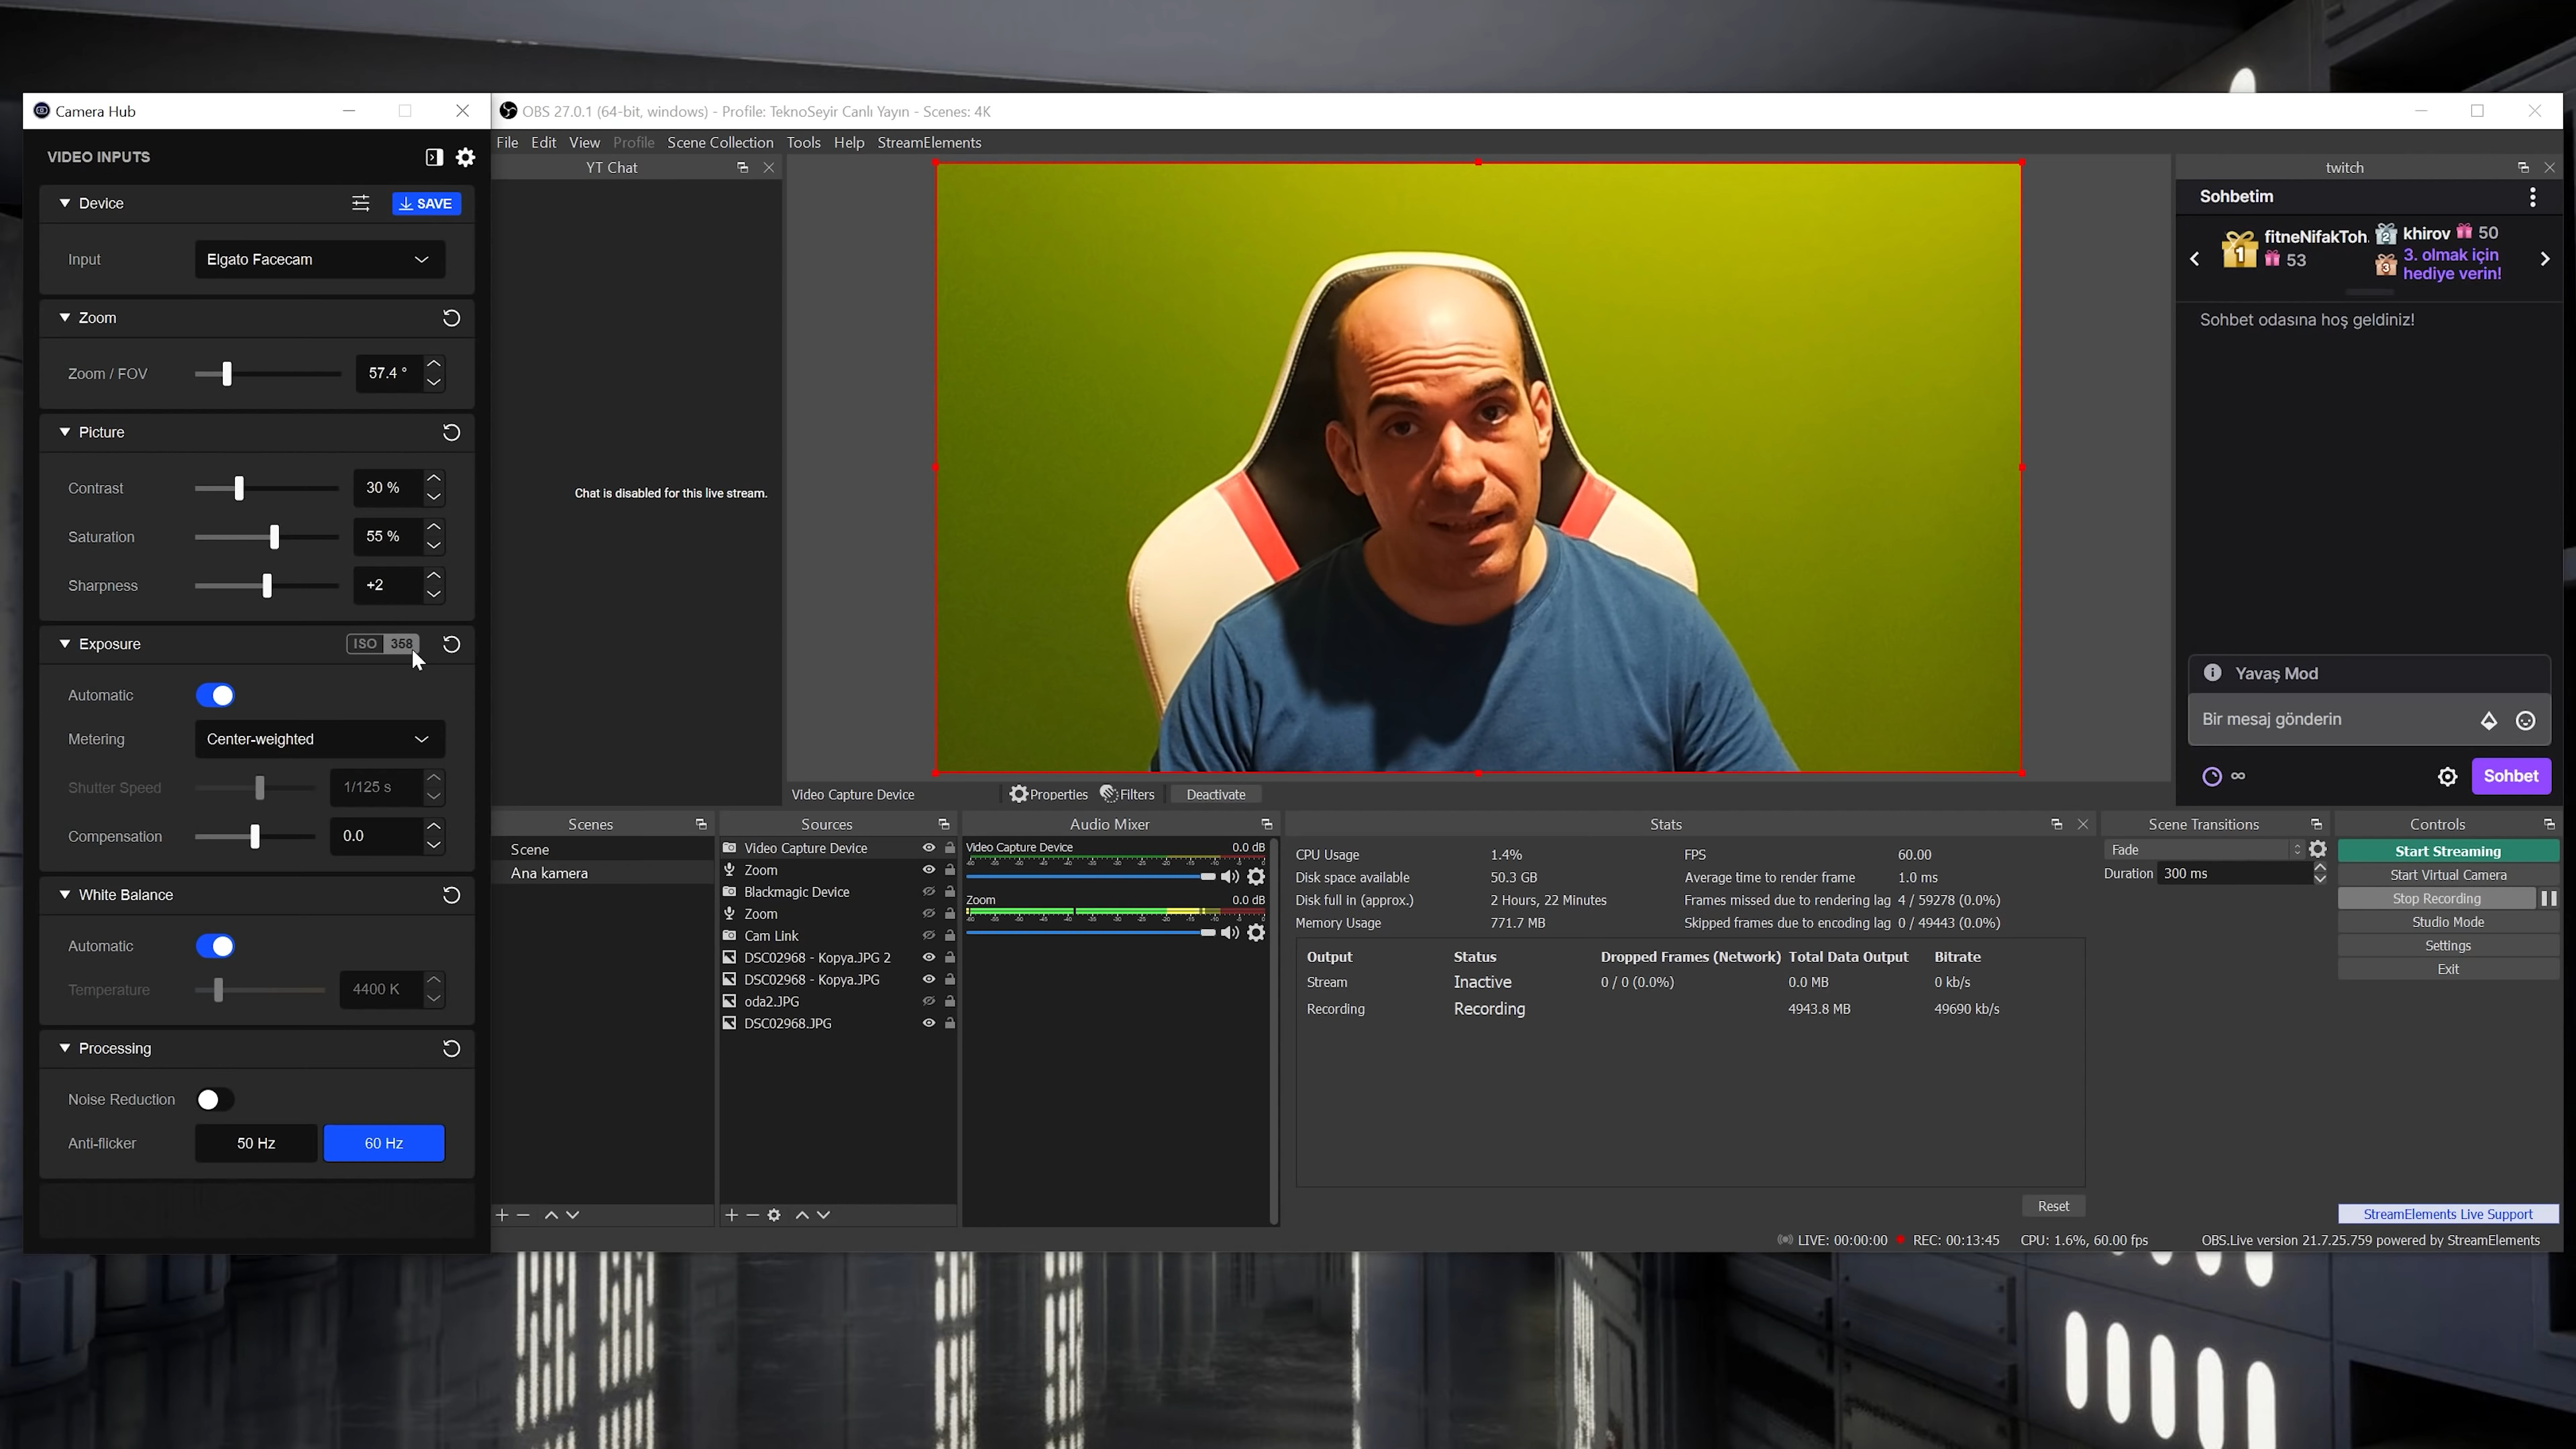 Camera Hub
VIDEO INPUTS
Device
SAVE
Input
Elgato Facecam
Zoom
Zoom / FOV
57.4 °
Picture
Contrast
30 %
Saturation
55 %
Sharpness
+2
Exposure
ISO 358
Automatic
Metering
Center-weighted
Shutter Speed
1/125 s
Compensation
0.0
White Balance
Automatic
Temperature
4400 K
Processing
Noise Reduction
Anti-flicker
50 Hz
60 Hz
OBS 27.0.1 (64-bit, windows) - Profile: TeknoSeyir Canlı Yayın - Scenes: 4K
File Edit View Profile Scene Collection Tools Help StreamElements
YT Chat
Chat is disabled for this live stream.
twitch
Sohbetim
1
fitneNifakToh.
53
2
khirov
50
3
3. olmak için
hediye verin!
Sohbet odasına hoş geldiniz!
Yavaş Mod
Bir mesaj gönderin
∞
Sohbet
Video Capture Device
Properties
Filters
Deactivate
Scenes
Scene
Ana kamera
Sources
Video Capture Device
Zoom
Blackmagic Device
Zoom
Cam Link
DSC02968 - Kopya.JPG 2
DSC02968 - Kopya.JPG
oda2.JPG
DSC02968.JPG
Audio Mixer
Video Capture Device
0.0 dB
Zoom
0.0 dB
Stats
CPU Usage
1.4%
FPS
60.00
Disk space available
50.3 GB
Average time to render frame
1.0 ms
Disk full in (approx.)
2 Hours, 22 Minutes
Frames missed due to rendering lag
4 / 59278 (0.0%)
Memory Usage
771.7 MB
Skipped frames due to encoding lag
0 / 49443 (0.0%)
Output Status Dropped Frames (Network) Total Data Output Bitrate
Stream Inactive 0 / 0 (0.0%) 0.0 MB 0 kb/s
Recording Recording 4943.8 MB 49690 kb/s
Reset
Scene Transitions
Fade
Duration
300 ms
Controls
Start Streaming
Start Virtual Camera
Stop Recording
Studio Mode
Settings
Exit
StreamElements Live Support
LIVE: 00:00:00
REC: 00:13:45
CPU: 1.6%, 60.00 fps
OBS.Live version 21.7.25.759 powered by StreamElements